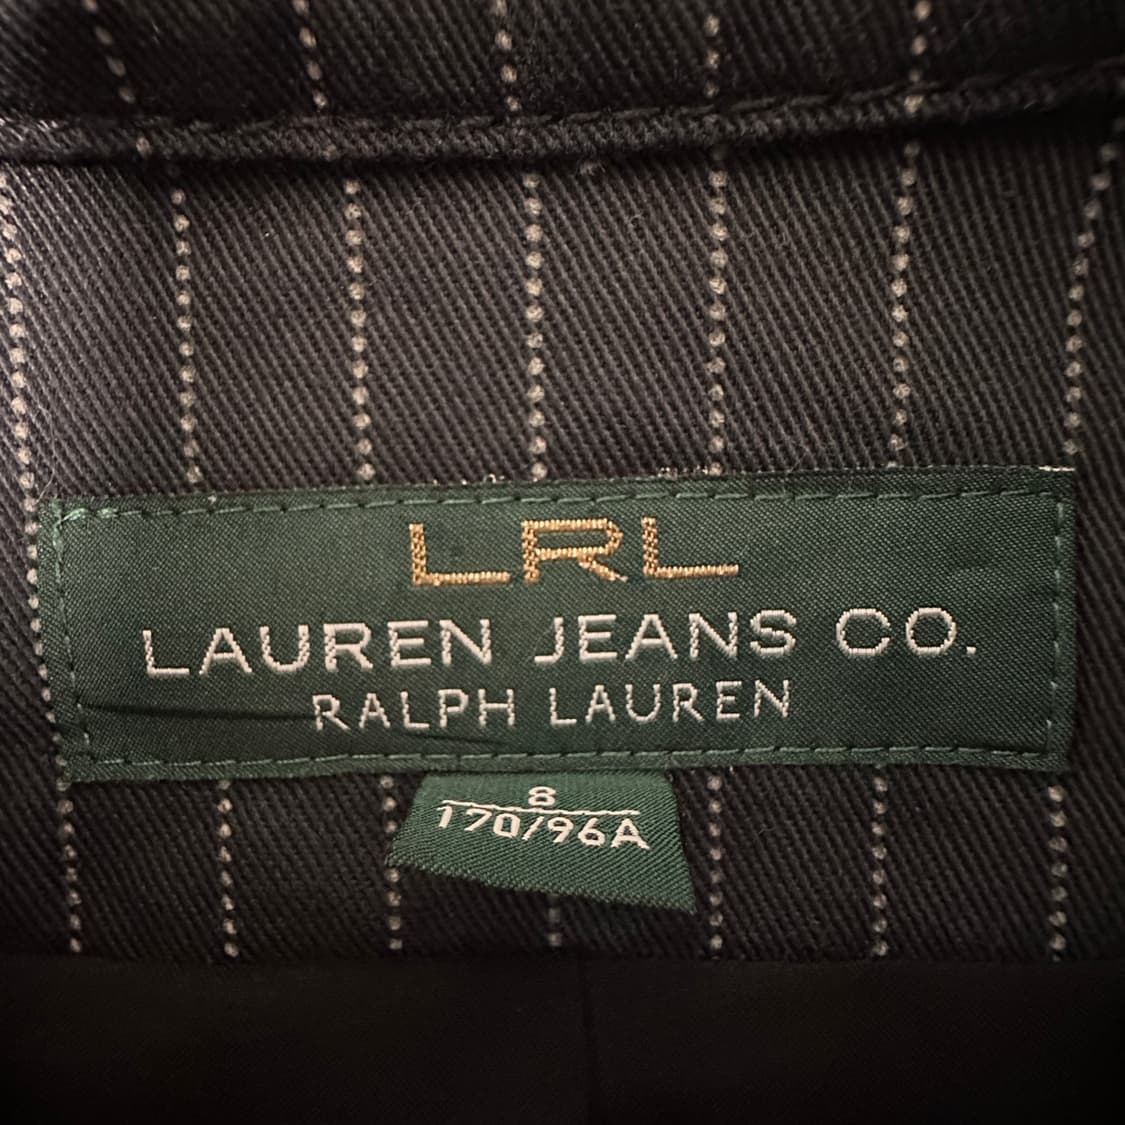 LRL
LAUREN JEANS CO.
RALPH LAUREN
8
170/96A